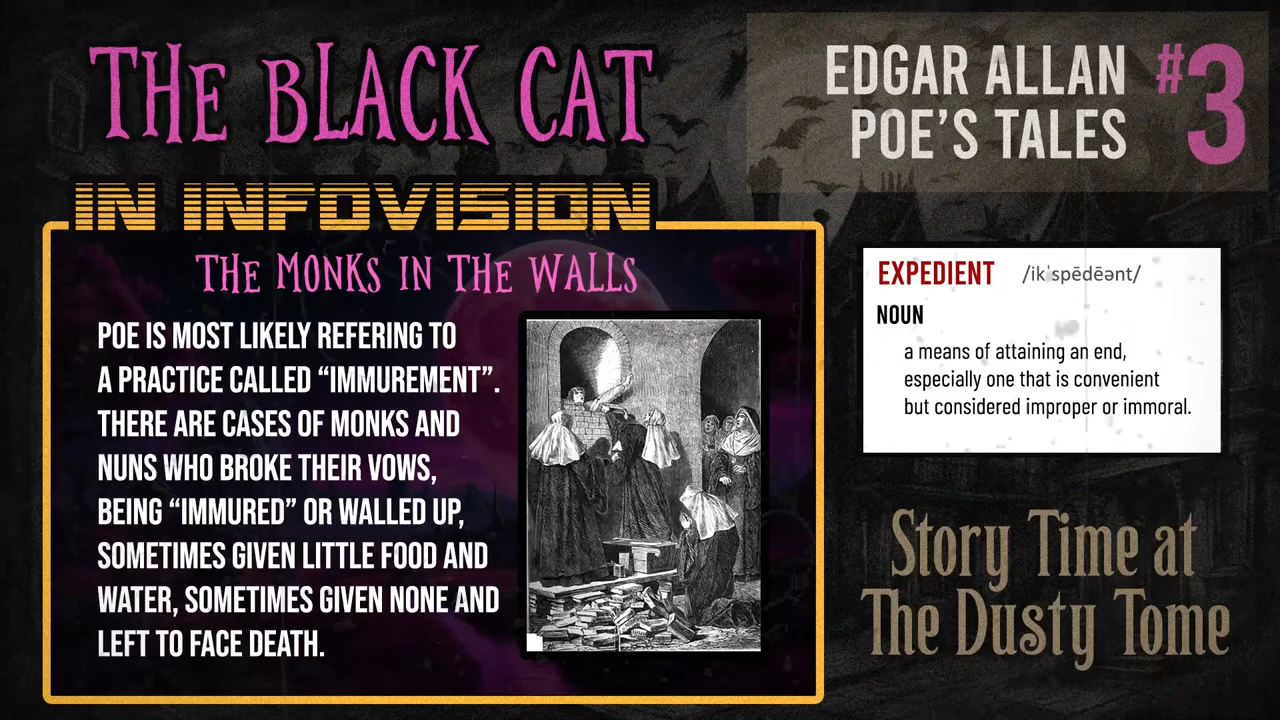 THE BLACK CAT
IN INFOVISION
EDGAR ALLAN
POE'S TALES
#3
THE MONKS IN THE WALLS
POE IS MOST LIKELY REFERING TO
A PRACTICE CALLED “IMMUREMENT”.
THERE ARE CASES OF MONKS AND
NUNS WHO BROKE THEIR VOWS,
BEING “IMMURED” OR WALLED UP,
SOMETIMES GIVEN LITTLE FOOD AND
WATER, SOMETIMES GIVEN NONE AND
LEFT TO FACE DEATH.
EXPEDIENT /ikˈspēdēənt/
NOUN
a means of attaining an end,
especially one that is convenient
but considered improper or immoral.
Story Time at
The Dusty Tome